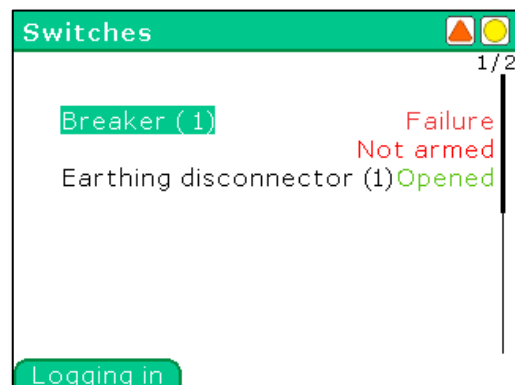 Switches
1/2
Breaker (1) Failure
Not armed
Earthing disconnector (1) Opened
Logging in